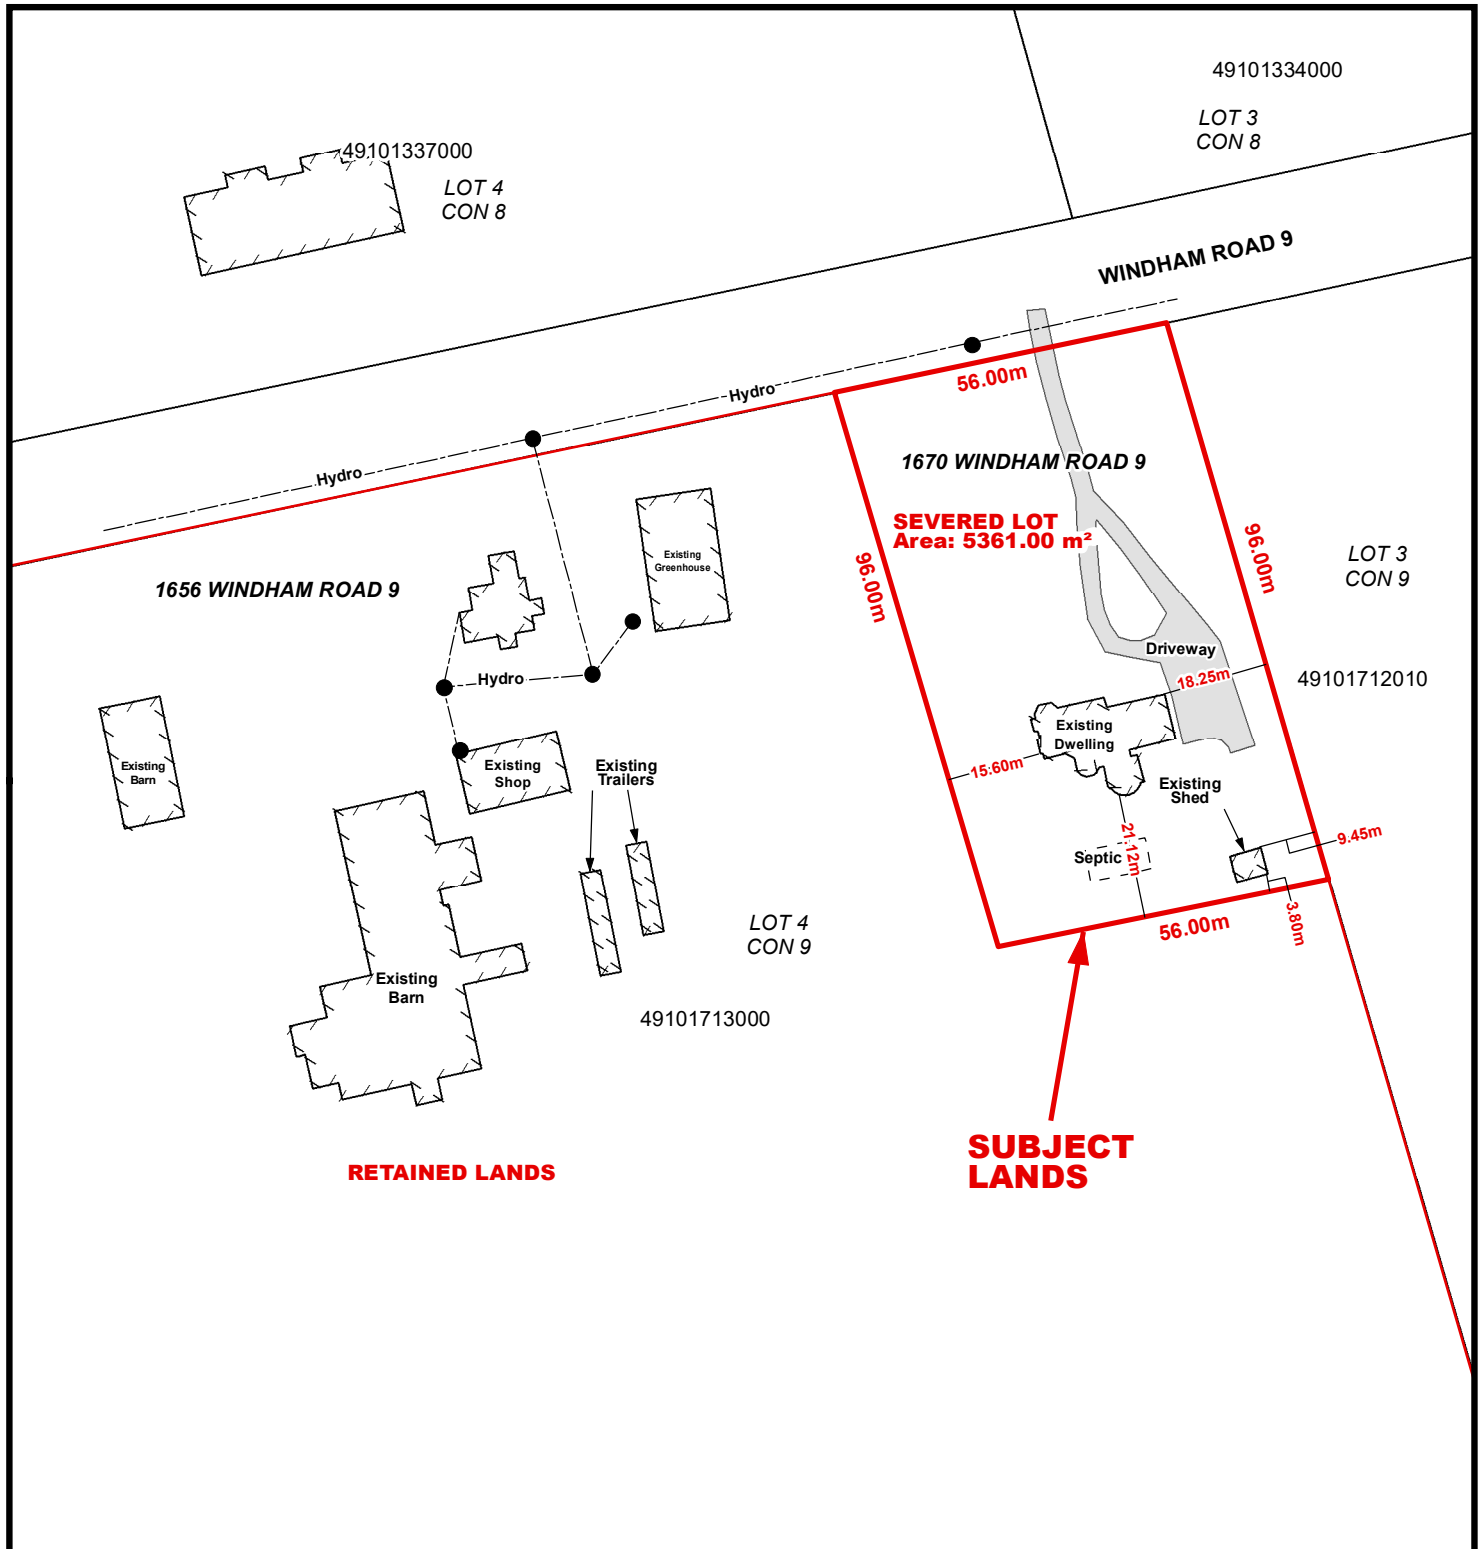 49101334000
LOT 3
CON 8
49101337000
LOT 4
CON 8
WINDHAM ROAD 9
56.00m
Hydro
1670 WINDHAM ROAD 9
Hydro
SEVERED LOT
Area: 5361.00 m²
96.00m
96.00m
LOT 3
CON 9
Existing
Greenhouse
1656 WINDHAM ROAD 9
Driveway
Hydro
18.25m
49101712010
Existing
Dwelling
15.60m
Existing
Barn
Existing
Shop
Existing
Trailers
Existing
Shed
21.12m
9.45m
Septic
3.80m
56.00m
LOT 4
CON 9
Existing
Barn
49101713000
SUBJECT
LANDS
RETAINED LANDS